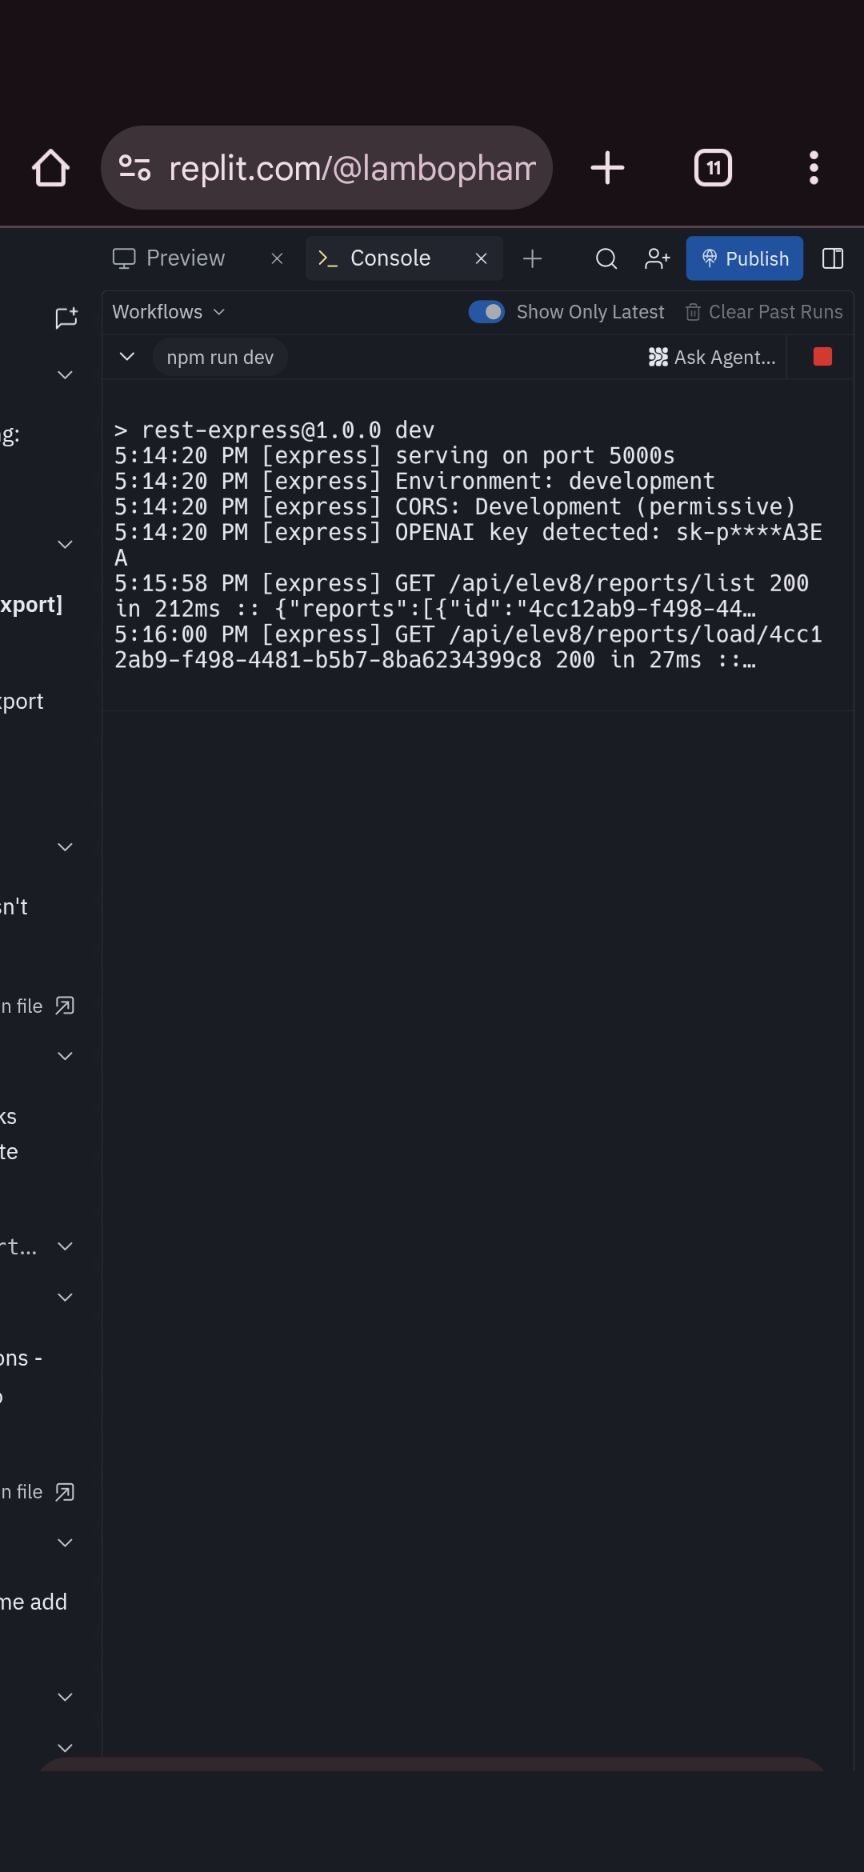 replit.com/@lambopham
11
Preview
Console
Publish
Workflows
Show Only Latest
Clear Past Runs
npm run dev
Ask Agent...
> rest-express@1.0.0 dev
5:14:20 PM [express] serving on port 5000s
5:14:20 PM [express] Environment: development
5:14:20 PM [express] CORS: Development (permissive)
5:14:20 PM [express] OPENAI key detected: sk-p****A3E
A
5:15:58 PM [express] GET /api/elev8/reports/list 200
in 212ms :: {"reports":[{"id":"4cc12ab9-f498-44…
5:16:00 PM [express] GET /api/elev8/reports/load/4cc1
2ab9-f498-4481-b5b7-8ba6234399c8 200 in 27ms ::…
g:
xport]
port
n't
n file
ks
te
rt...
ons -
n file
me add